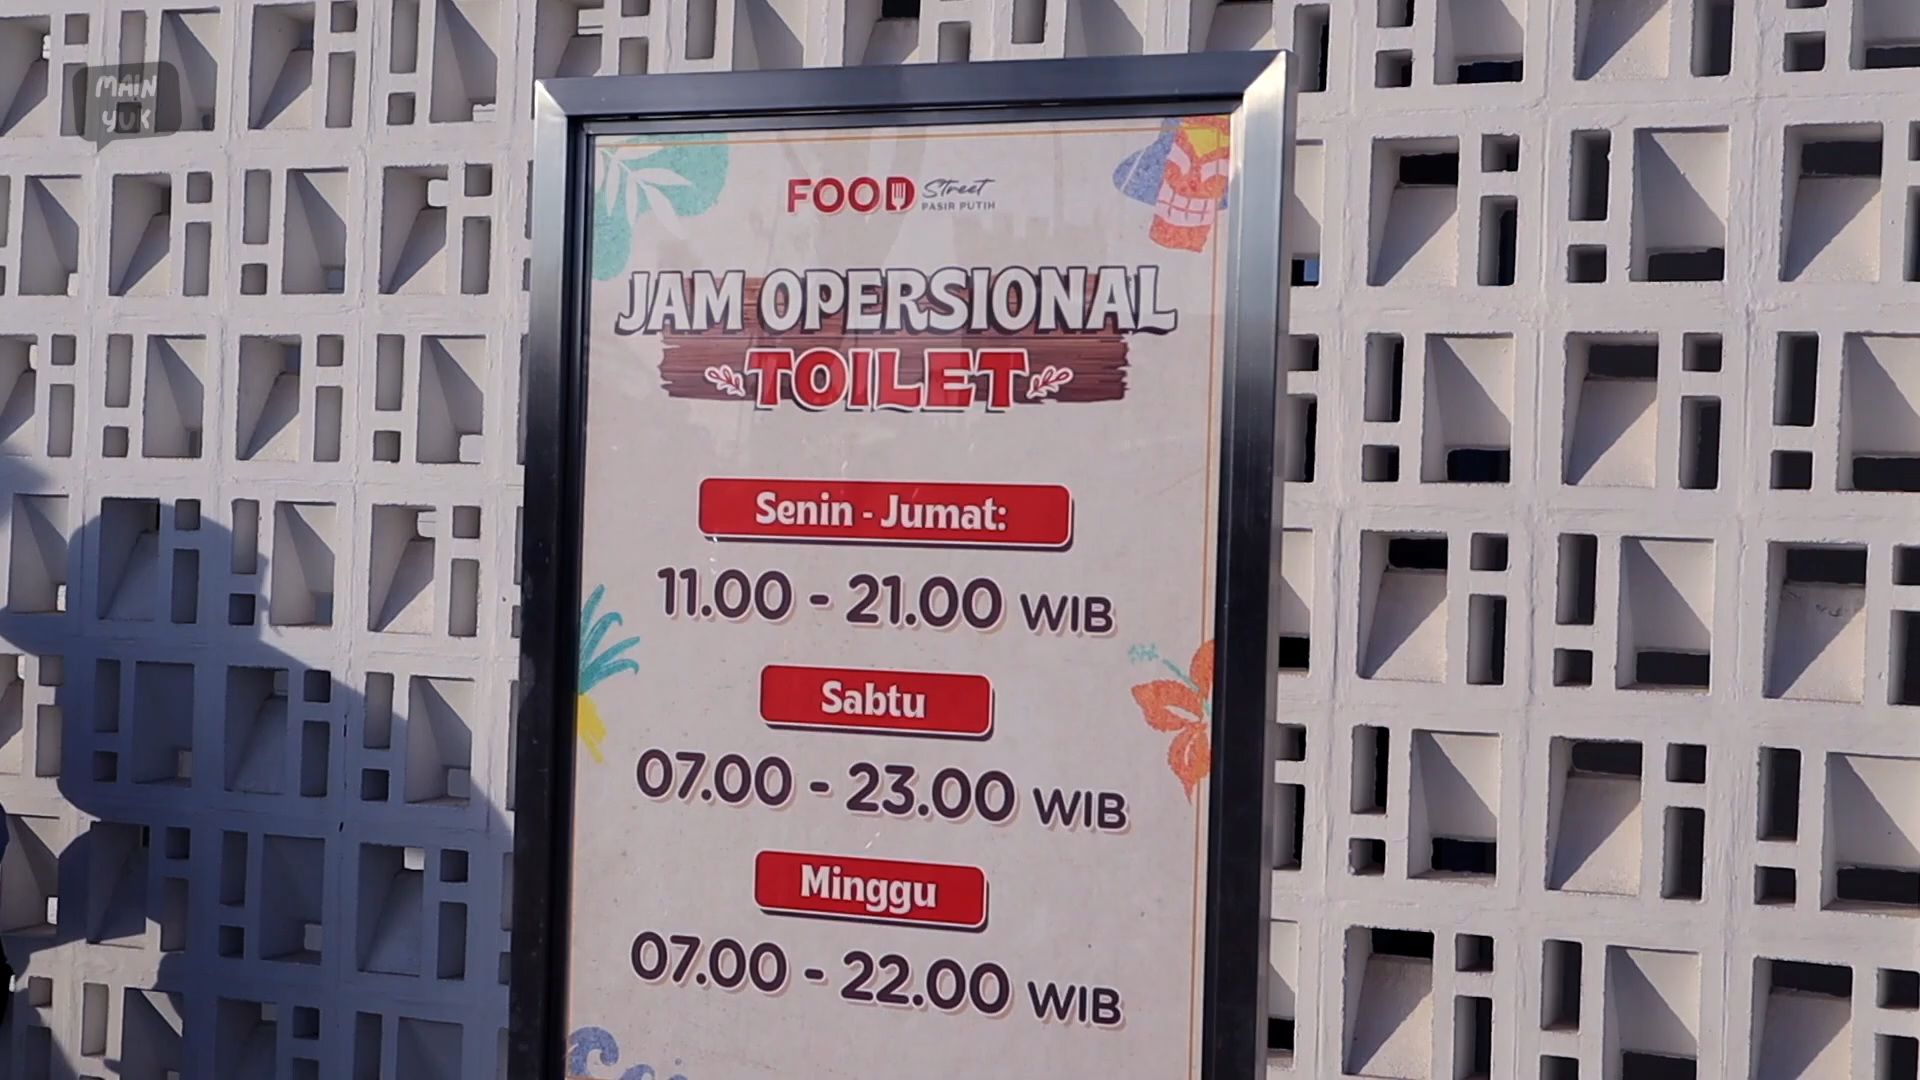 MAIN
YUK
FOOD Street
PASIR PUTIH
JAM OPERSIONAL
TOILET
Senin - Jumat:
11.00 - 21.00 WIB
Sabtu
07.00 - 23.00 WIB
Minggu
07.00 - 22.00 WIB